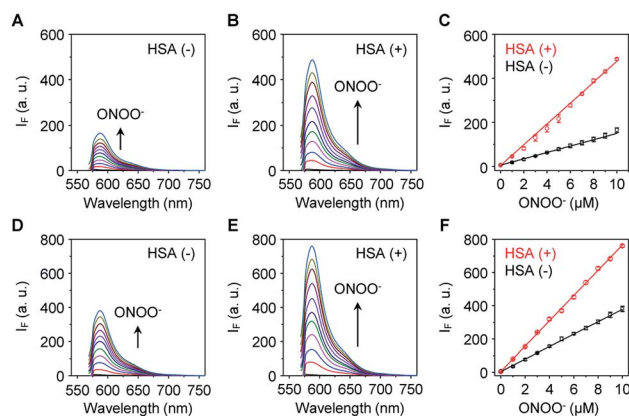 A
HSA (-)
ONOO⁻
I_F (a. u.)
600
400
200
0
550 600 650 700 750
Wavelength (nm)
B
HSA (+)
ONOO⁻
I_F (a. u.)
600
400
200
0
550 600 650 700 750
Wavelength (nm)
C
HSA (+)
HSA (-)
I_F (a. u.)
600
400
200
0
0 2 4 6 8 10
ONOO⁻ (µM)
D
HSA (-)
ONOO⁻
I_F (a. u.)
800
600
400
200
0
550 600 650 700 750
Wavelength (nm)
E
HSA (+)
ONOO⁻
I_F (a. u.)
800
600
400
200
0
550 600 650 700 750
Wavelength (nm)
F
HSA (+)
HSA (-)
I_F (a. u.)
800
600
400
200
0
0 2 4 6 8 10
ONOO⁻ (µM)